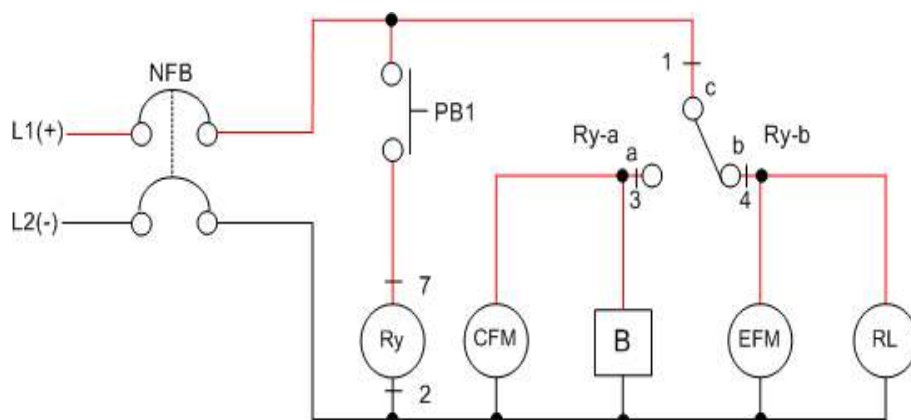 NFB
L1(+)
L2(-)
PB1
1
c
Ry-a
a
b
Ry-b
3
4
7
Ry
CFM
B
EFM
RL
2